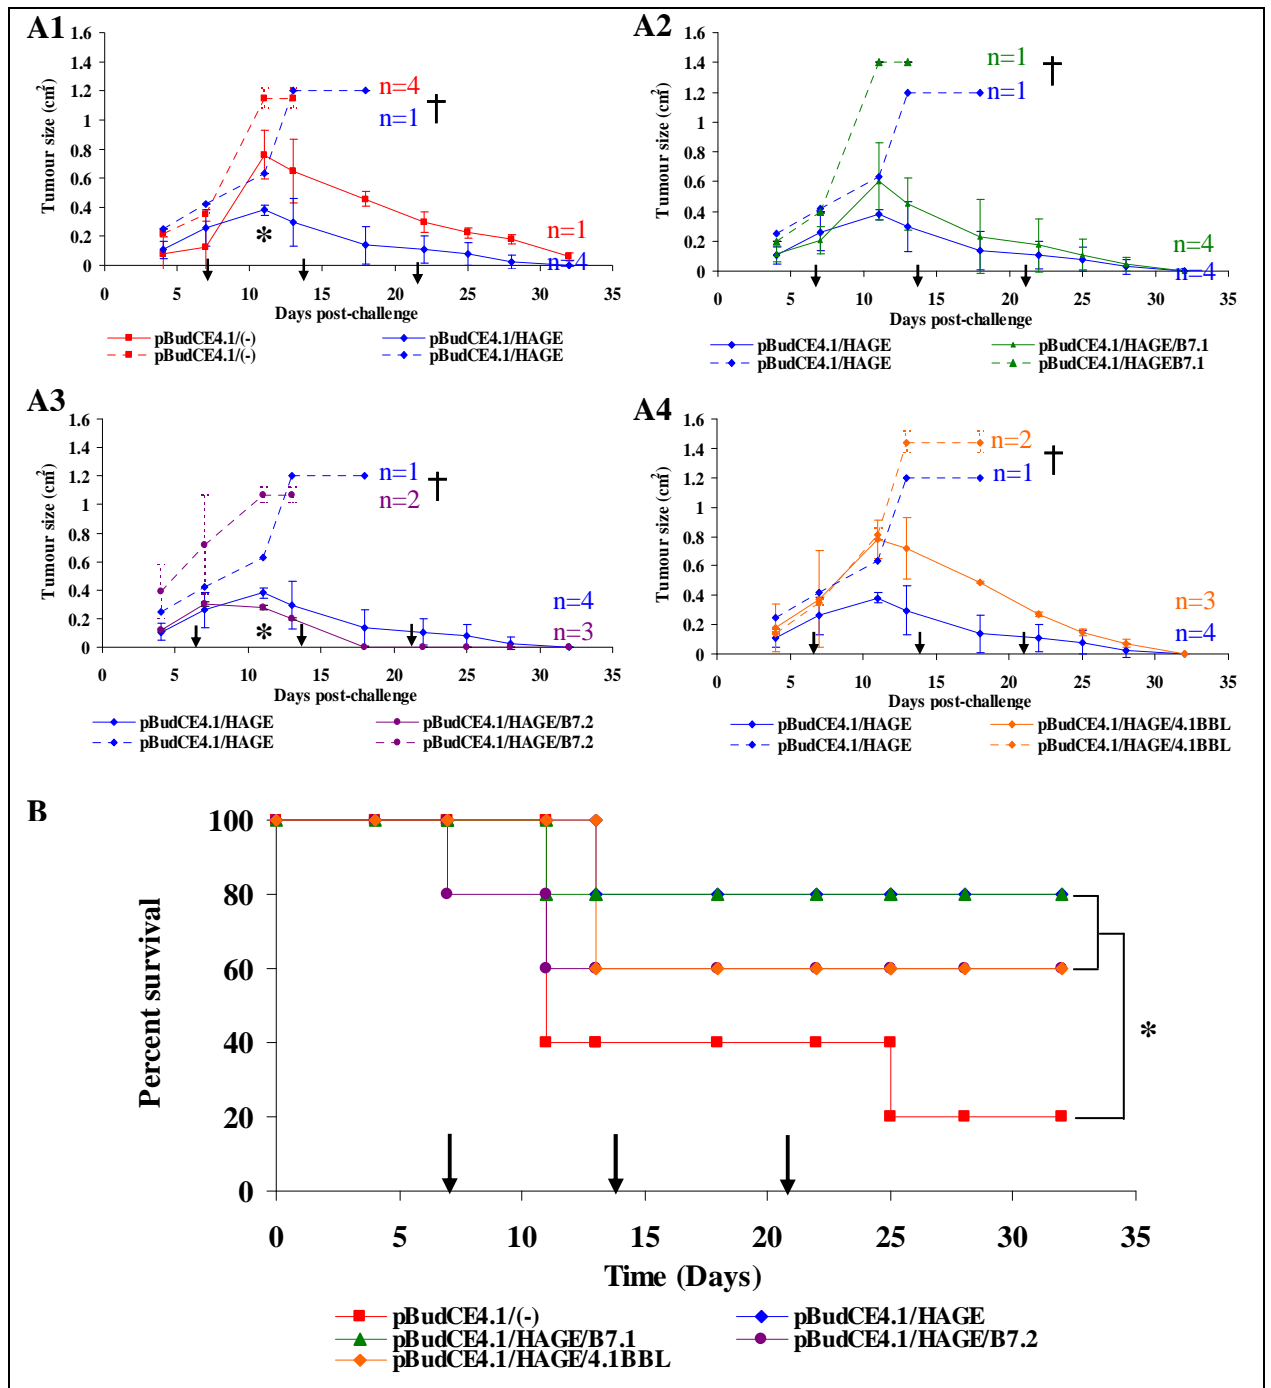 A1
1.6
1.4
1.2
1
0.8
0.6
0.4
0.2
0
Tumour size (cm²)
n=4
n=1
†
n=1
n=4
*
0 5 10 15 20 25 30 35
Days post-challenge
pBudCE4.1/(-) pBudCE4.1/HAGE
pBudCE4.1/(-) pBudCE4.1/HAGE
A2
1.6
1.4
1.2
1
0.8
0.6
0.4
0.2
0
Tumour size (cm²)
n=1
n=1
†
n=4
n=4
0 5 10 15 20 25 30 35
Days post-challenge
pBudCE4.1/HAGE pBudCE4.1/HAGE/B7.1
pBudCE4.1/HAGE pBudCE4.1/HAGEB7.1
A3
1.6
1.4
1.2
1
0.8
0.6
0.4
0.2
0
Tumour size (cm²)
n=1
n=2
†
n=4
n=3
*
0 5 10 15 20 25 30 35
Days post-challenge
pBudCE4.1/HAGE pBudCE4.1/HAGE/B7.2
pBudCE4.1/HAGE pBudCE4.1/HAGE/B7.2
A4
1.6
1.4
1.2
1
0.8
0.6
0.4
0.2
0
Tumour size (cm²)
n=2
n=1
†
n=3
n=4
0 5 10 15 20 25 30 35
Days post-challenge
pBudCE4.1/HAGE pBudCE4.1/HAGE/4.1BBL
pBudCE4.1/HAGE pBudCE4.1/HAGE/4.1BBL
B
100
80
60
40
20
0
Percent survival
*
0 5 10 15 20 25 30 35
Time (Days)
pBudCE4.1/(-) pBudCE4.1/HAGE
pBudCE4.1/HAGE/B7.1 pBudCE4.1/HAGE/B7.2
pBudCE4.1/HAGE/4.1BBL